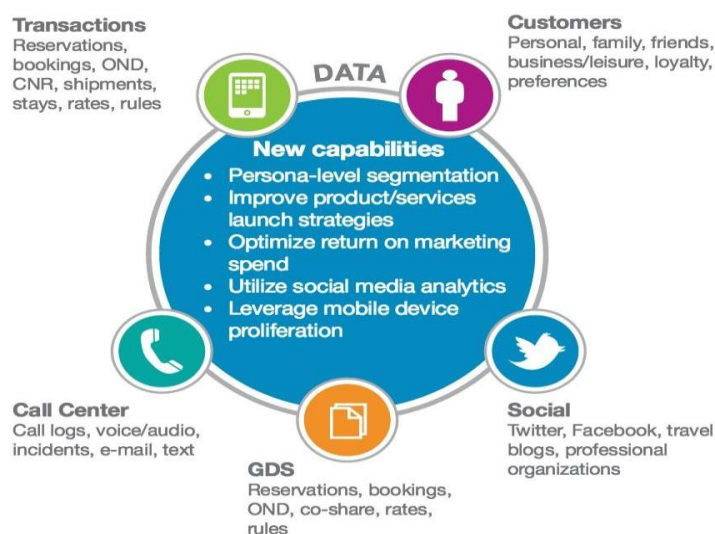 Transactions
Reservations,
bookings, OND,
CNR, shipments,
stays, rates, rules
DATA
Customers
Personal, family, friends,
business/leisure, loyalty,
preferences
New capabilities
• Persona-level segmentation
• Improve product/services
launch strategies
• Optimize return on marketing
spend
• Utilize social media analytics
• Leverage mobile device
proliferation
Call Center
Call logs, voice/audio,
incidents, e-mail, text
GDS
Reservations, bookings,
OND, co-share, rates,
rules
Social
Twitter, Facebook, travel
blogs, professional
organizations